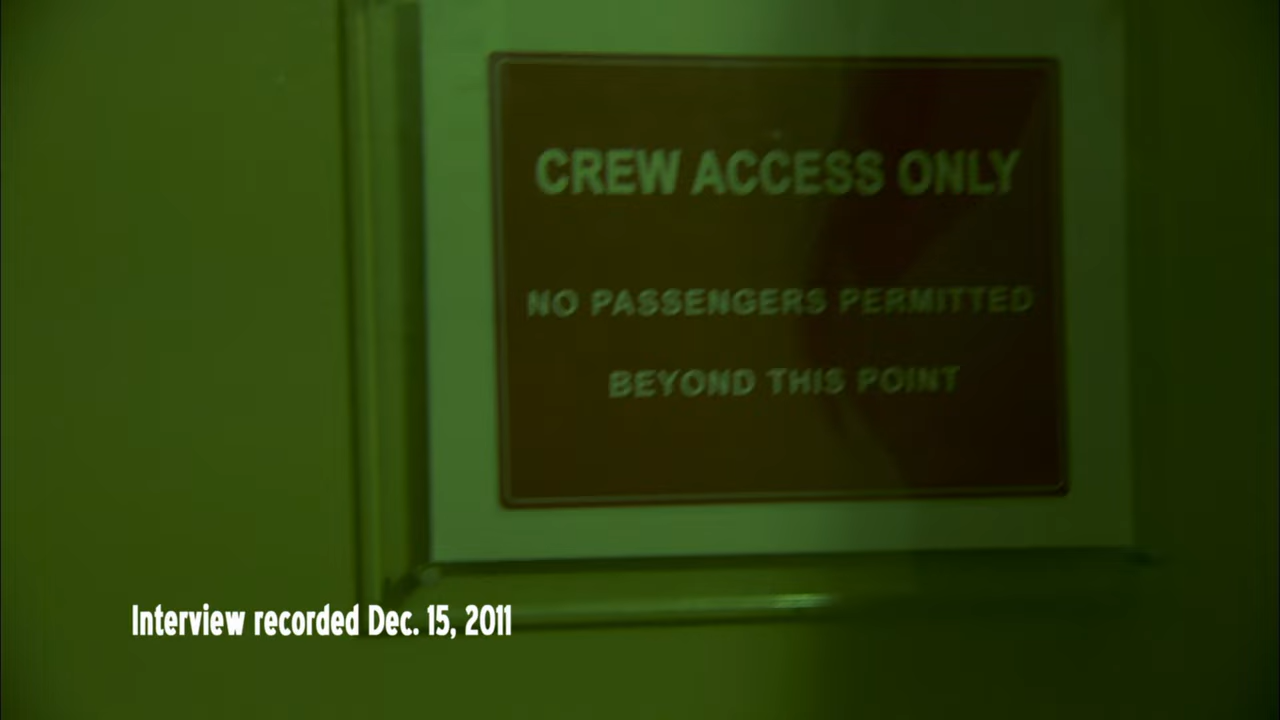 CREW ACCESS ONLY
NO PASSENGERS PERMITTED
BEYOND THIS POINT
Interview recorded Dec. 15, 2011